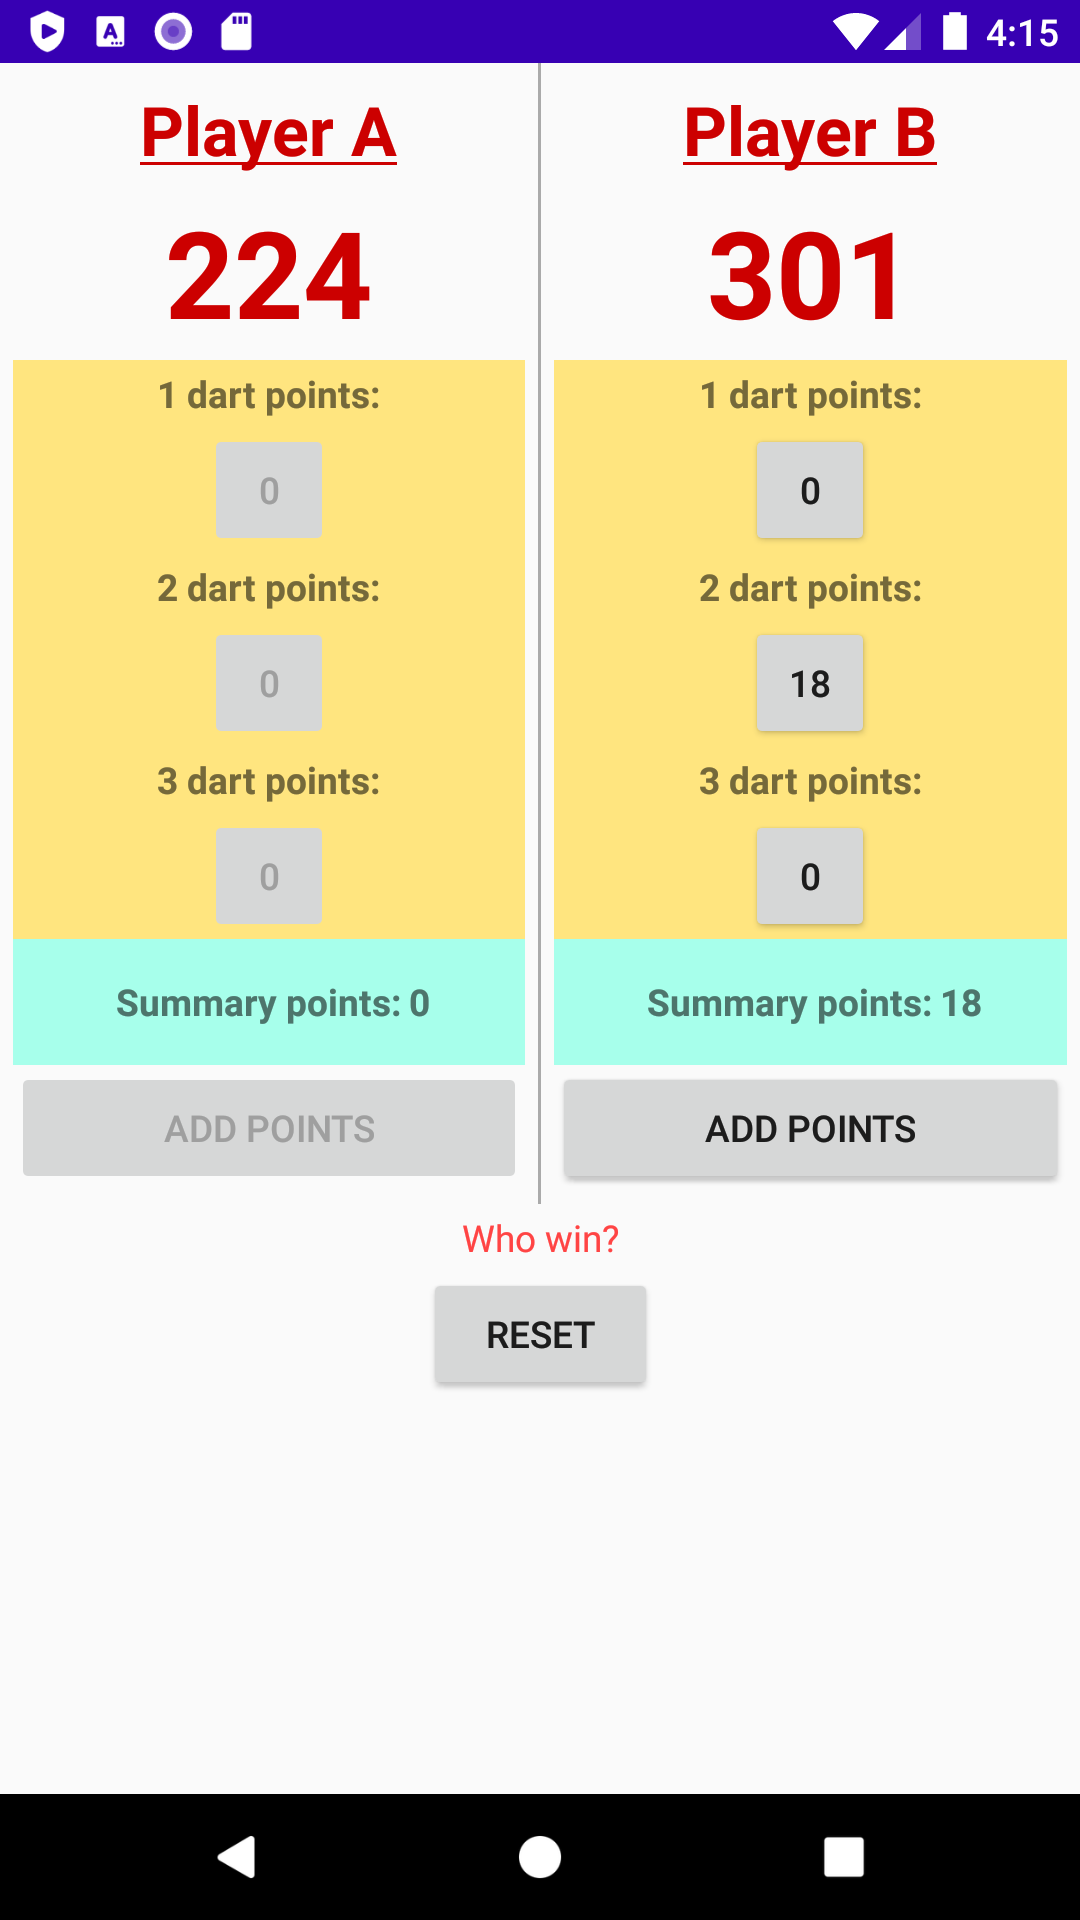 4:15
Player A
224
1 dart points:
0
2 dart points:
0
3 dart points:
0
Summary points: 0
ADD POINTS
Player B
301
1 dart points:
0
2 dart points:
18
3 dart points:
0
Summary points: 18
ADD POINTS
Who win?
RESET